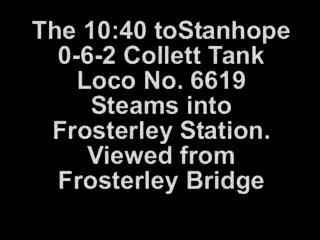 The 10:40 toStanhope
0-6-2 Collett Tank
Loco No. 6619
Steams into
Frosterley Station.
Viewed from
Frosterley Bridge